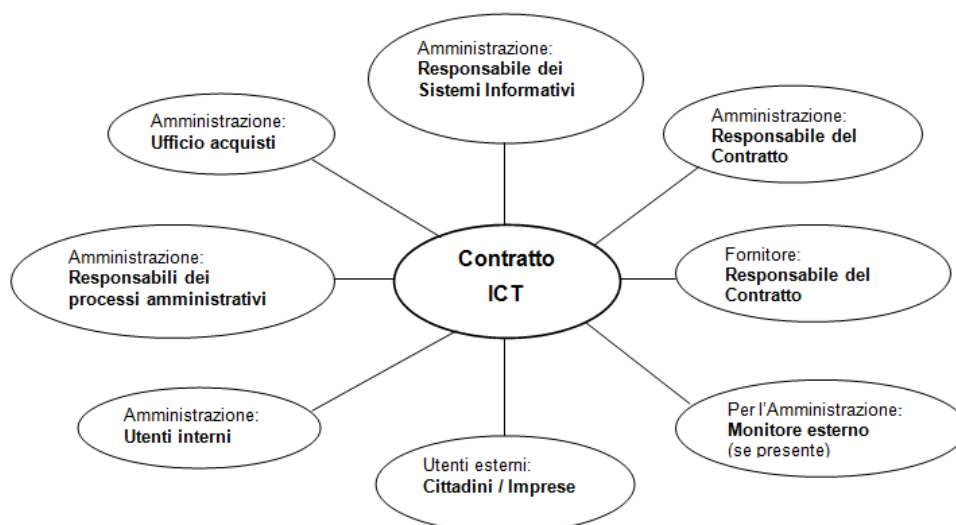 Amministrazione:
Responsabile dei
Sistemi Informativi
Amministrazione:
Ufficio acquisti
Amministrazione:
Responsabile del
Contratto
Amministrazione:
Responsabili dei
processi amministrativi
Contratto
ICT
Fornitore:
Responsabile del
Contratto
Amministrazione:
Utenti interni
Utenti esterni:
Cittadini / Imprese
Per l'Amministrazione:
Monitore esterno
(se presente)